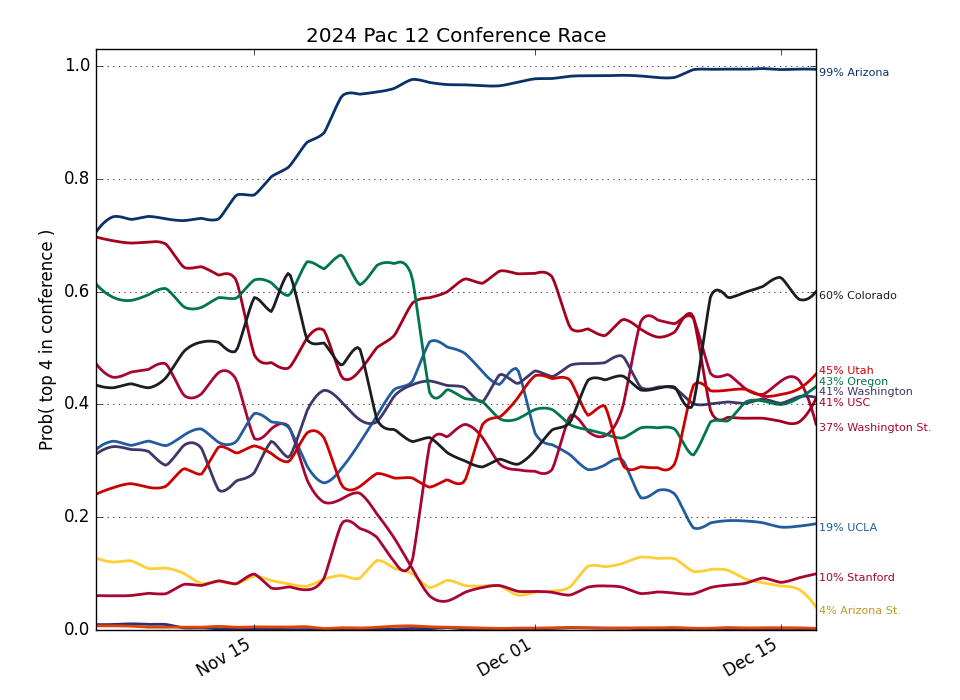 2024 Pac 12 Conference Race
Prob( top 4 in conference )
1.0
0.8
0.6
0.4
0.2
0.0
Nov 15
Dec 01
Dec 15
99% Arizona
60% Colorado
45% Utah
43% Oregon
41% Washington
41% USC
37% Washington St.
19% UCLA
10% Stanford
4% Arizona St.